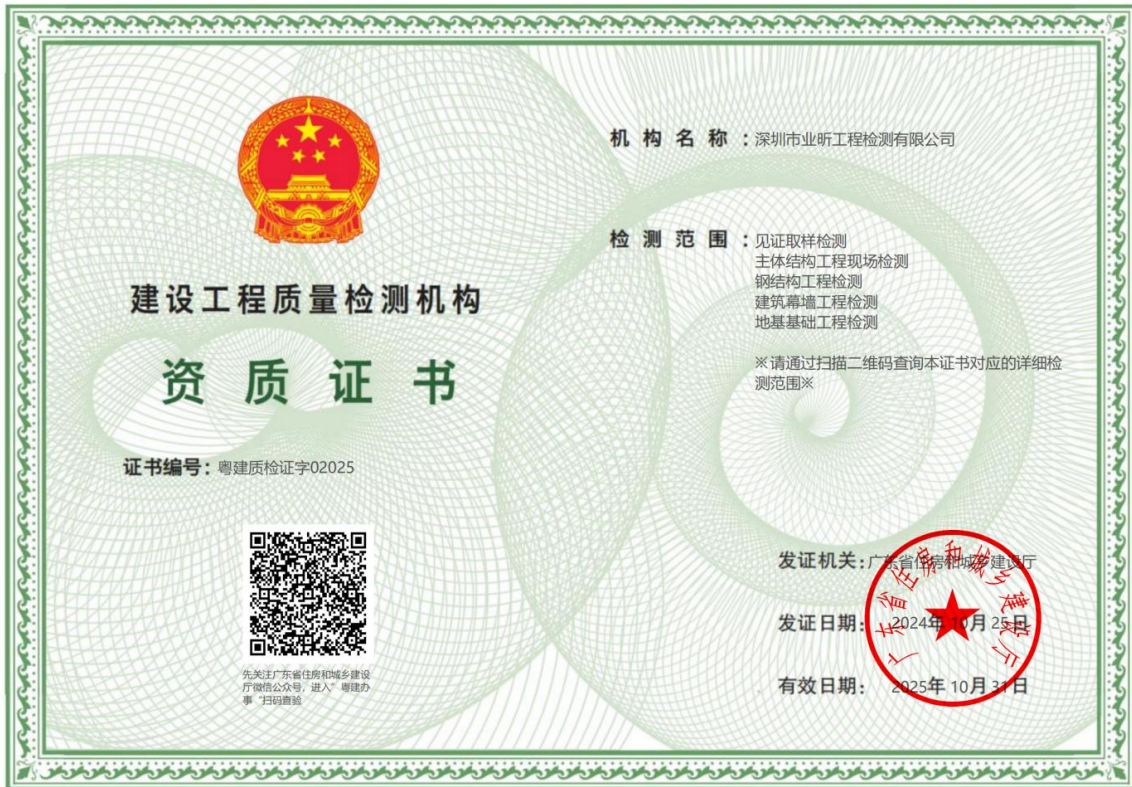 建设工程质量检测机构
资质证书
证书编号：粤建质检证字02025
先关注广东省住房和城乡建设
厅微信公众号，进入“粤建办
事“扫码查验
机构名称：深圳市业昕工程检测有限公司
检测范围：见证取样检测
主体结构工程现场检测
钢结构工程检测
建筑幕墙工程检测
地基基础工程检测
※请通过扫描二维码查询本证书对应的详细检
测范围※
发证机关：广东省住房和城乡建设厅
发证日期：2024年10月25日
有效日期：2025年10月31日
广东省住房和城乡建设厅